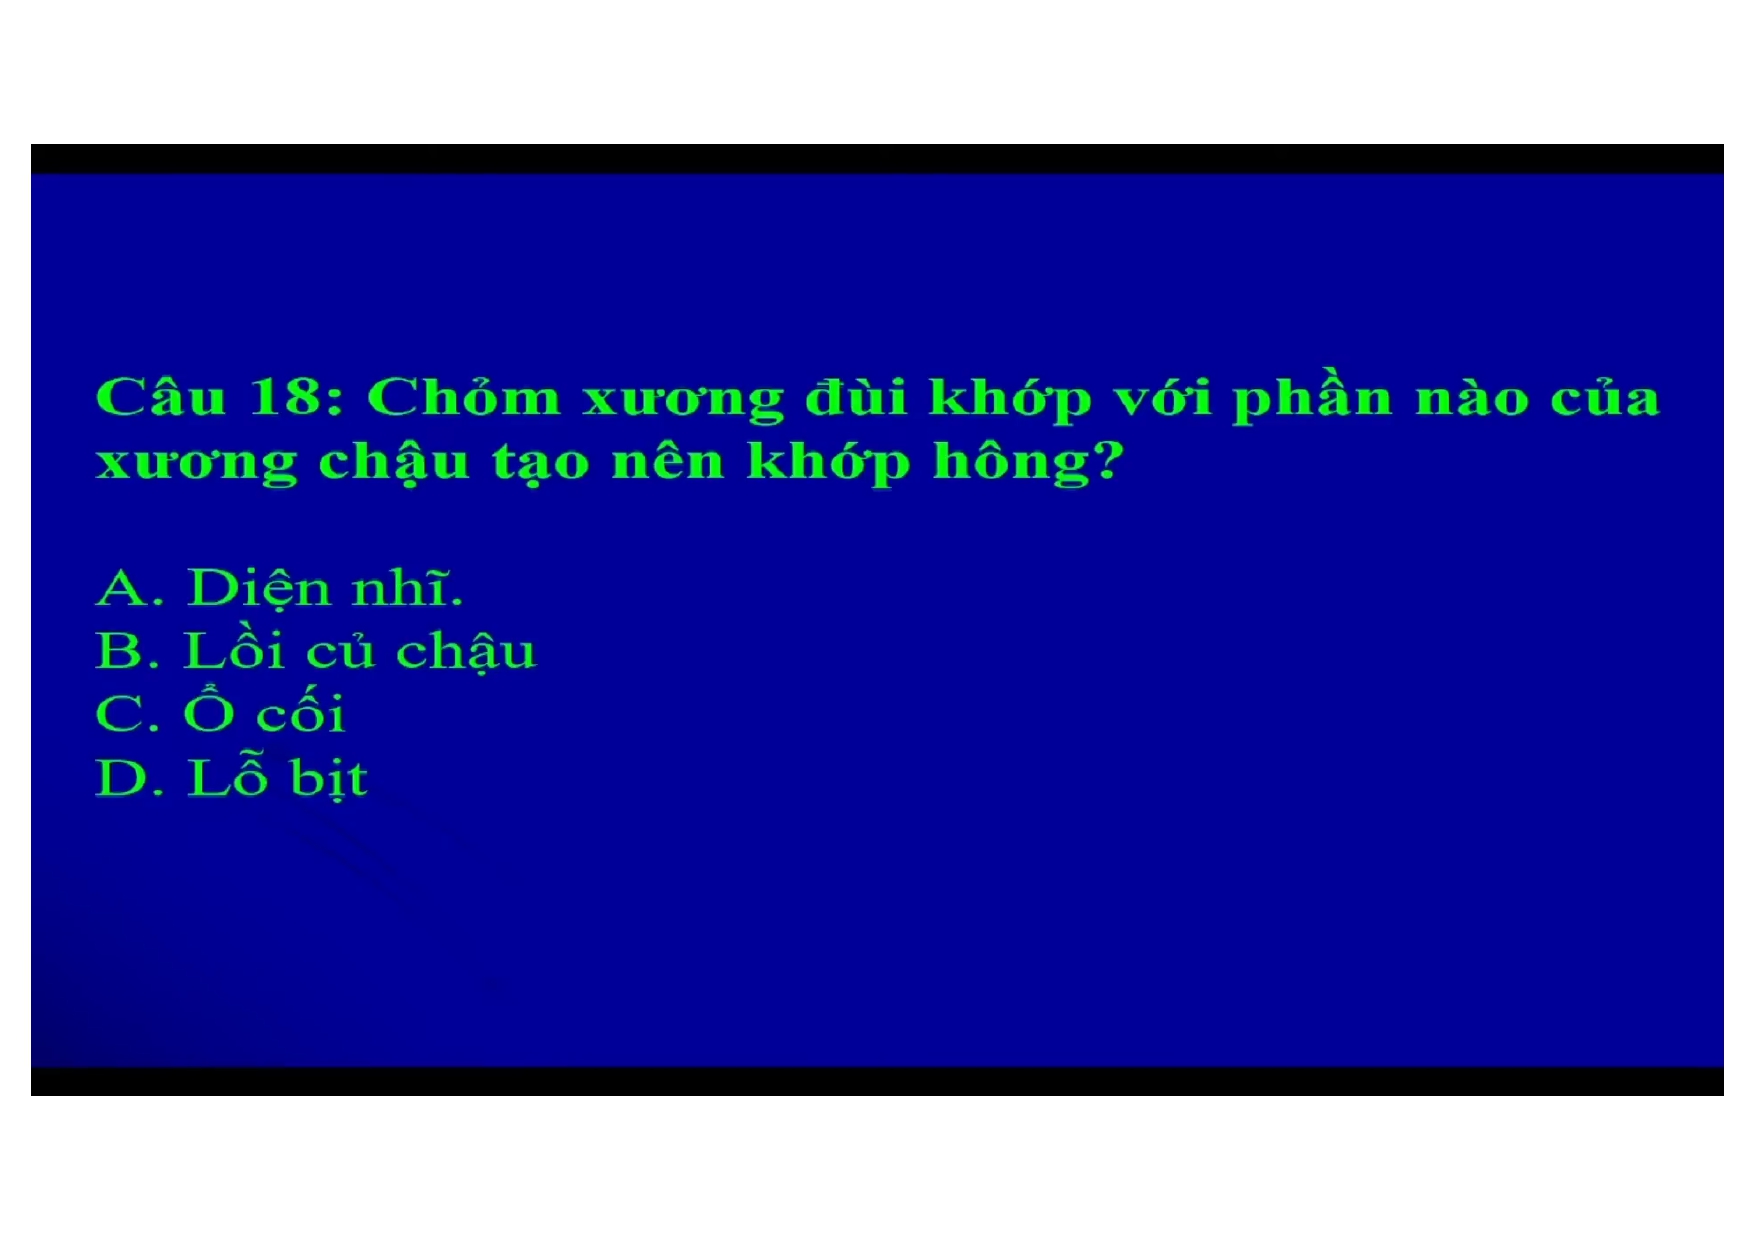 Câu 18: Chỏm xương đùi khớp với phần nào của
xương chậu tạo nên khớp hông?
A. Diện nhĩ.
B. Lồi củ chậu
C. Ổ cối
D. Lỗ bịt